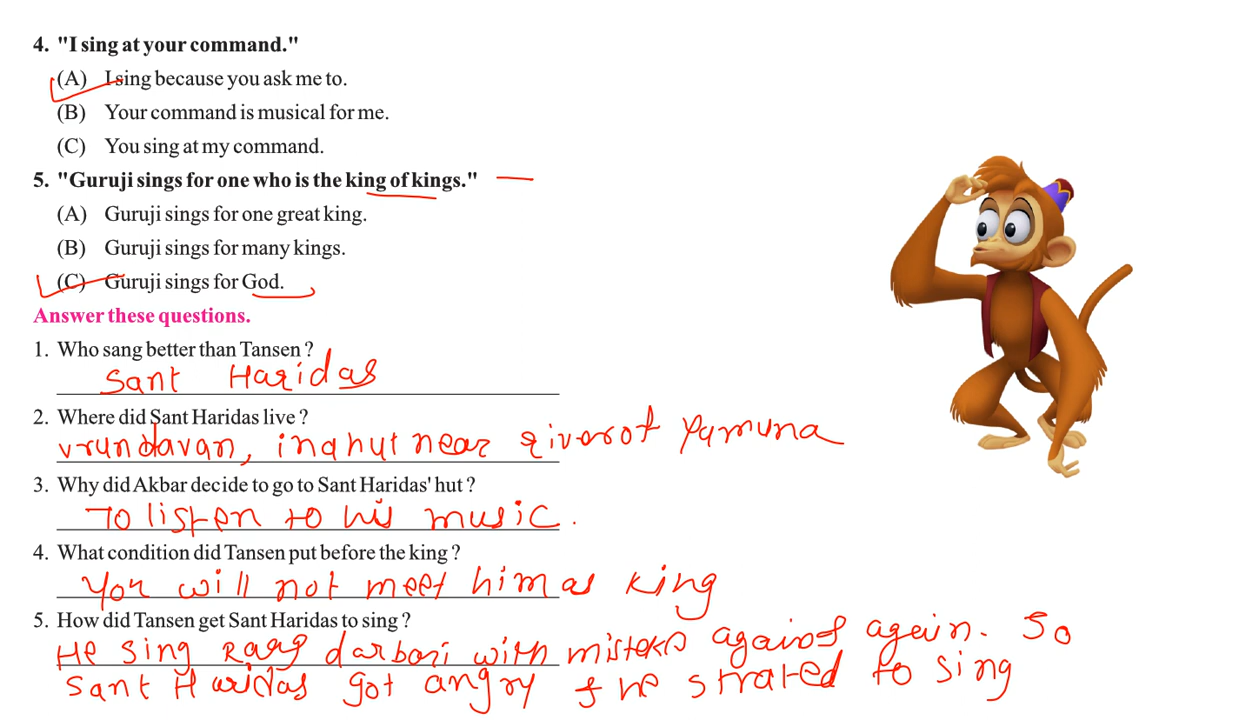 4. "I sing at your command."
(A) I sing because you ask me to.
(B) Your command is musical for me.
(C) You sing at my command.
5. "Guruji sings for one who is the king of kings."
(A) Guruji sings for one great king.
(B) Guruji sings for many kings.
(C) Guruji sings for God.
Answer these questions.
1. Who sang better than Tansen ?
Sant Haridas
2. Where did Sant Haridas live ?
vrundavan, in a hut near river of Yamuna
3. Why did Akbar decide to go to Sant Haridas' hut ?
To listen to his music.
4. What condition did Tansen put before the king ?
You will not meet him as king
5. How did Tansen get Sant Haridas to sing ?
He sing Raag darbari with again. So
Sant Haridas got angry & he strated to sing